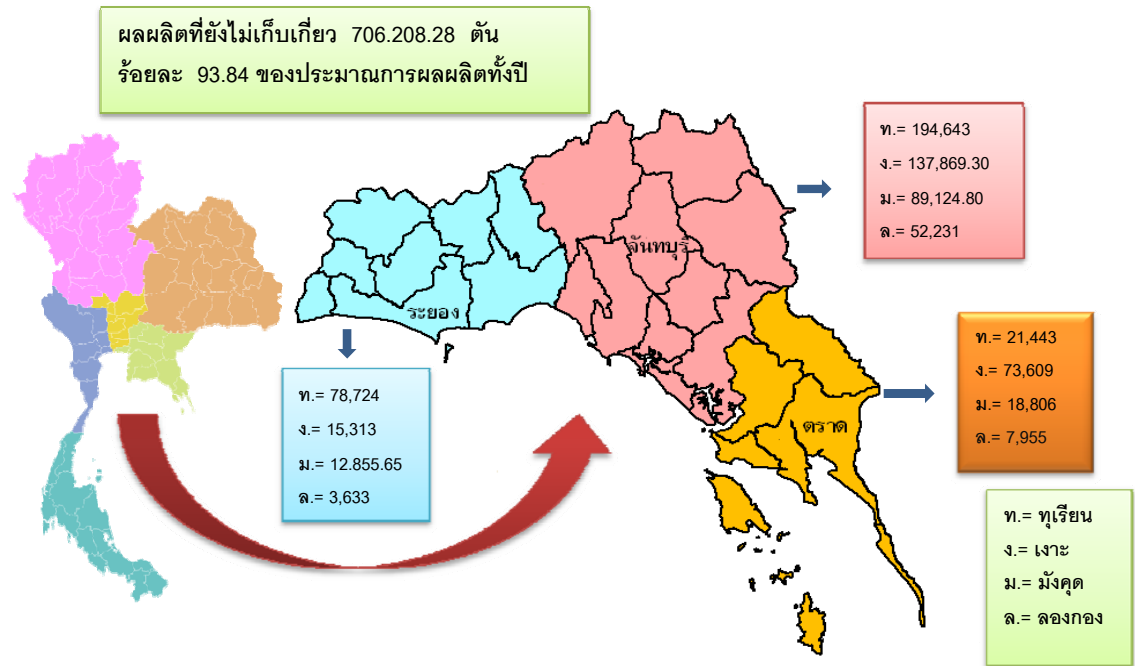 ผลผลิตที่ยังไม่เก็บเกี่ยว 706.208.28 ตัน
ร้อยละ 93.84 ของประมาณการผลผลิตทั้งปี
ท.= 194,643
ง.= 137,869.30
ม.= 89,124.80
ล.= 52,231
จันทบุรี
ระยอง
ท.= 21,443
ง.= 73,609
ม.= 18,806
ล.= 7,955
ท.= 78,724
ง.= 15,313
ม.= 12.855.65
ล.= 3,633
ตราด
ท.= ทุเรียน
ง.= เงาะ
ม.= มังคุด
ล.= ลองกอง